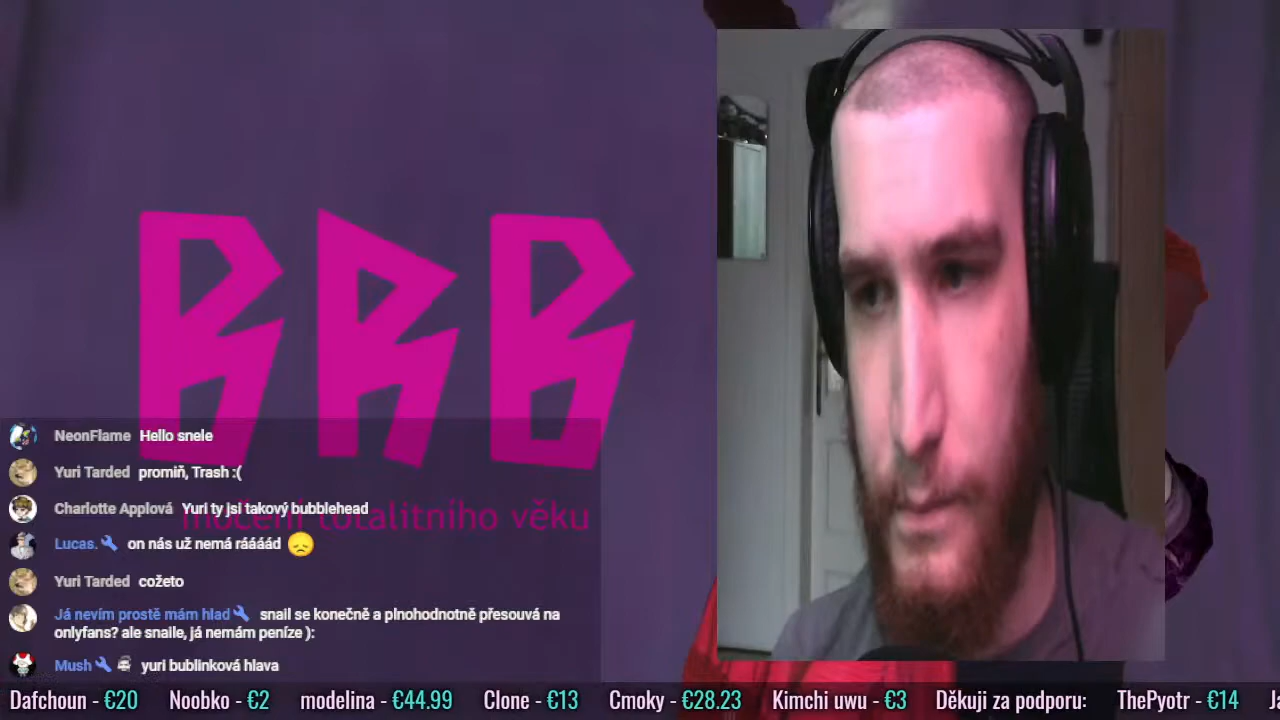 BRB
močení totalitního věku
NeonFlame Hello snele
Yuri Tarded promiň, Trash :(
Charlotte Applová Yuri ty jsi takový bubblehead
Lucas. on nás už nemá ráááád 😞
Yuri Tarded cožeto
Já nevím prostě mám hlad snail se konečně a plnohodnotně přesouvá na
onlyfans? ale snaile, já nemám peníze ):
Mush yuri bublinková hlava
Dafchoun - €20 Noobko - €2 modelina - €44.99 Clone - €13 Cmoky - €28.23 Kimchi uwu - €3 Děkuji za podporu: ThePyotr - €14